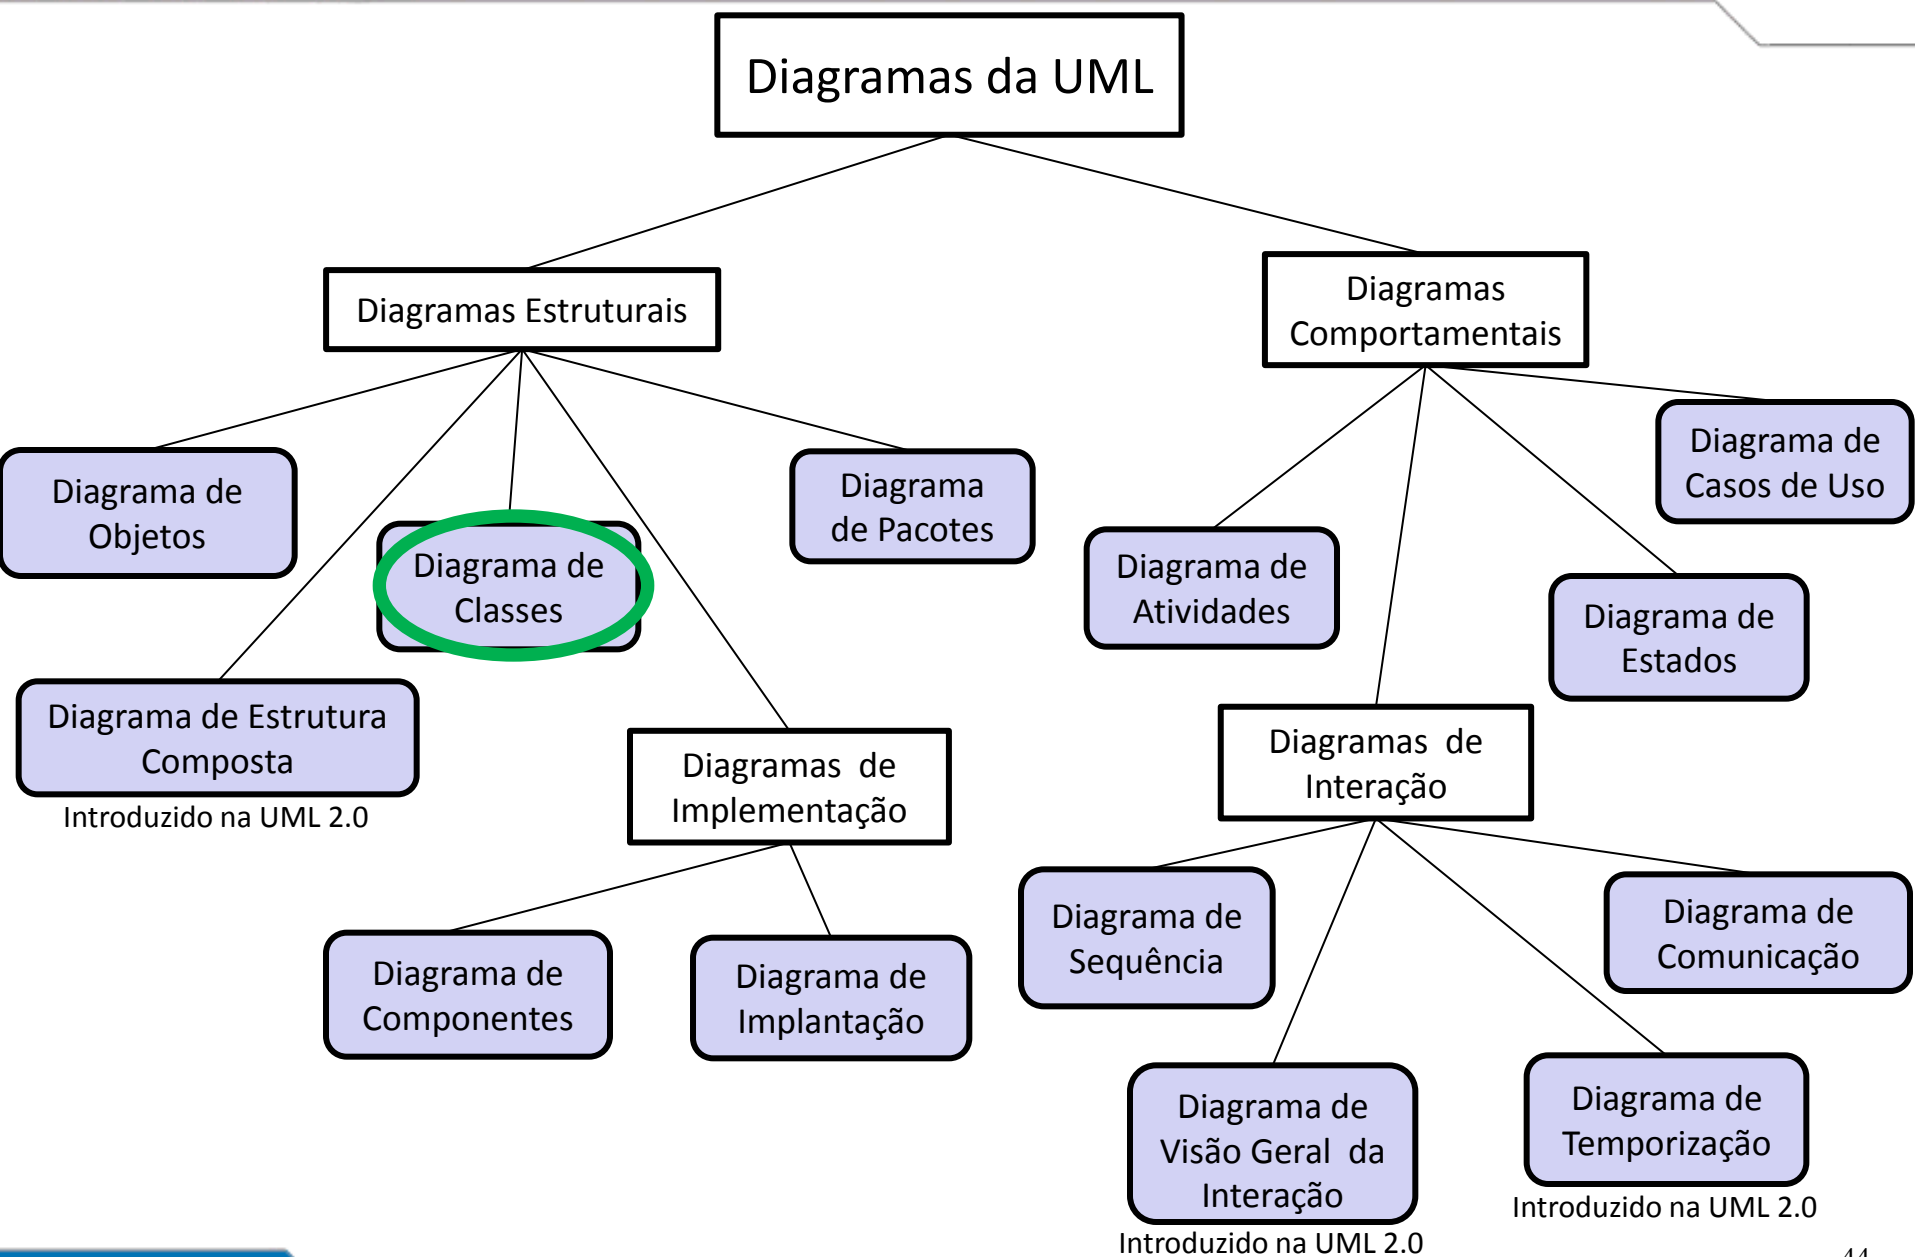 Diagramas da UML
Diagramas Estruturais
Diagramas
Comportamentais
Diagrama de
Objetos
Diagrama de
Classes
Diagrama
de Pacotes
Diagrama de
Casos de Uso
Diagrama de
Atividades
Diagrama de
Estados
Diagrama de Estrutura
Composta
Introduzido na UML 2.0
Diagramas de
Implementação
Diagramas de
Interação
Diagrama de
Componentes
Diagrama de
Implantação
Diagrama de
Sequência
Diagrama de
Comunicação
Diagrama de
Visão Geral da
Interação
Introduzido na UML 2.0
Diagrama de
Temporização
Introduzido na UML 2.0
44